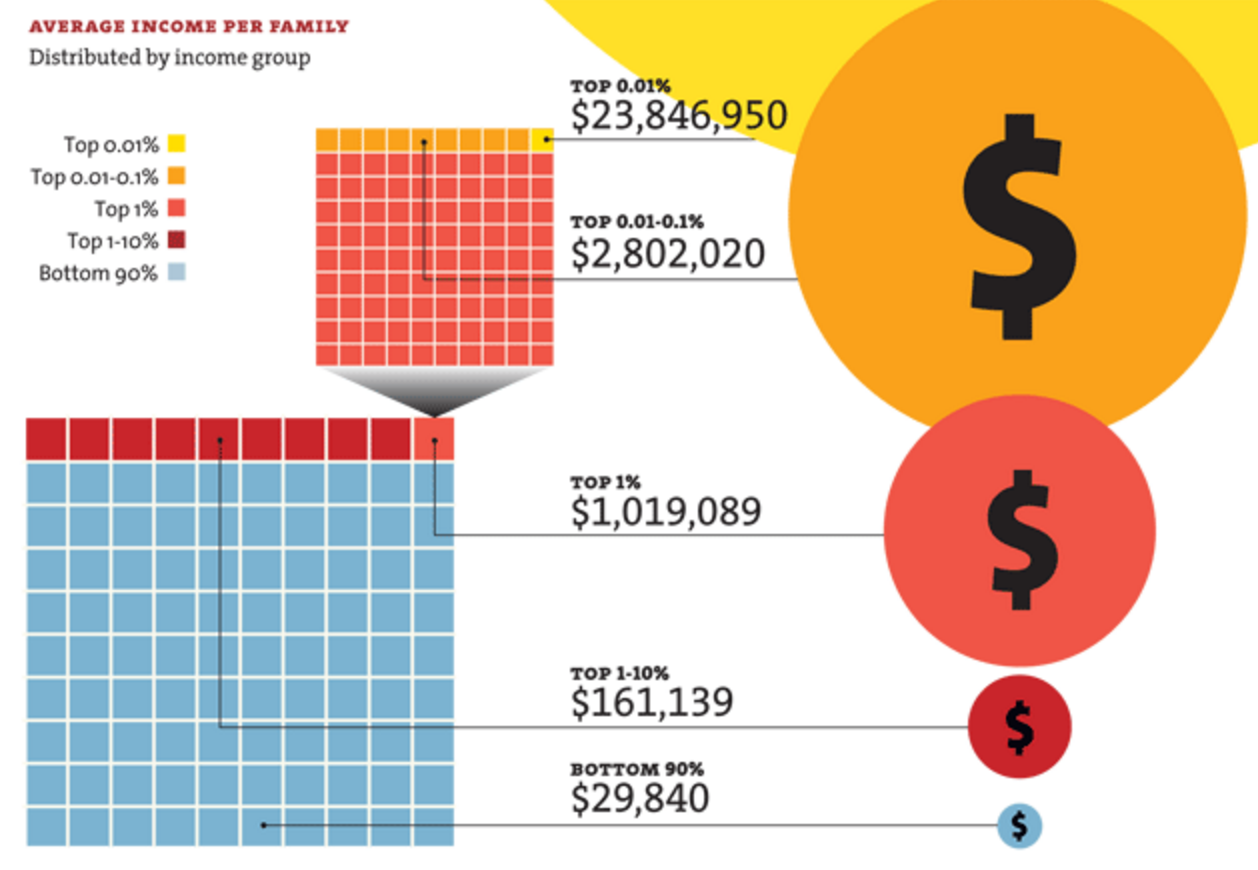 AVERAGE INCOME PER FAMILY
Distributed by income group
Top 0.01%
Top 0.01-0.1%
Top 1%
Top 1-10%
Bottom 90%
TOP 0.01%
$23,846,950
TOP 0.01-0.1%
$2,802,020
$
TOP 1%
$1,019,089
$
TOP 1-10%
$161,139
$
BOTTOM 90%
$29,840
$